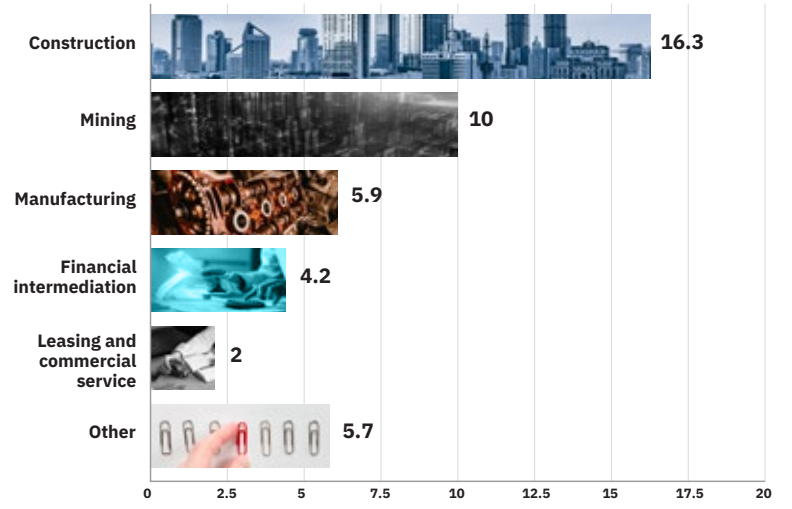 Construction
16.3
Mining
10
Manufacturing
5.9
Financial
intermediation
4.2
Leasing and
commercial
service
2
Other
5.7
0 2.5 5 7.5 10 12.5 15 17.5 20